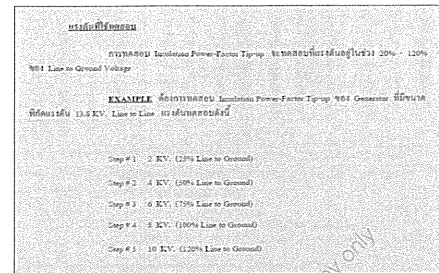 แรงดันที่ใช้ทดสอบ
การทดสอบ Insulation Power-Factor Tip-up จะทดสอบที่แรงดันอยู่ในช่วง 20% - 120%
ของ Line to Ground Voltage
EXAMPLE ต้องการทดสอบ Insulation Power-Factor Tip-up ของ Generator ที่มีขนาด
พิกัดแรงดัน 13.8 KV. Line to Line แรงดันทดสอบดังนี้
Step # 1 2 KV. (25% Line to Ground)
Step # 2 4 KV. (50% Line to Ground)
Step # 3 6 KV. (75% Line to Ground)
Step # 4 8 KV. (100% Line to Ground)
Step # 5 10 KV. (120% Line to Ground)
only